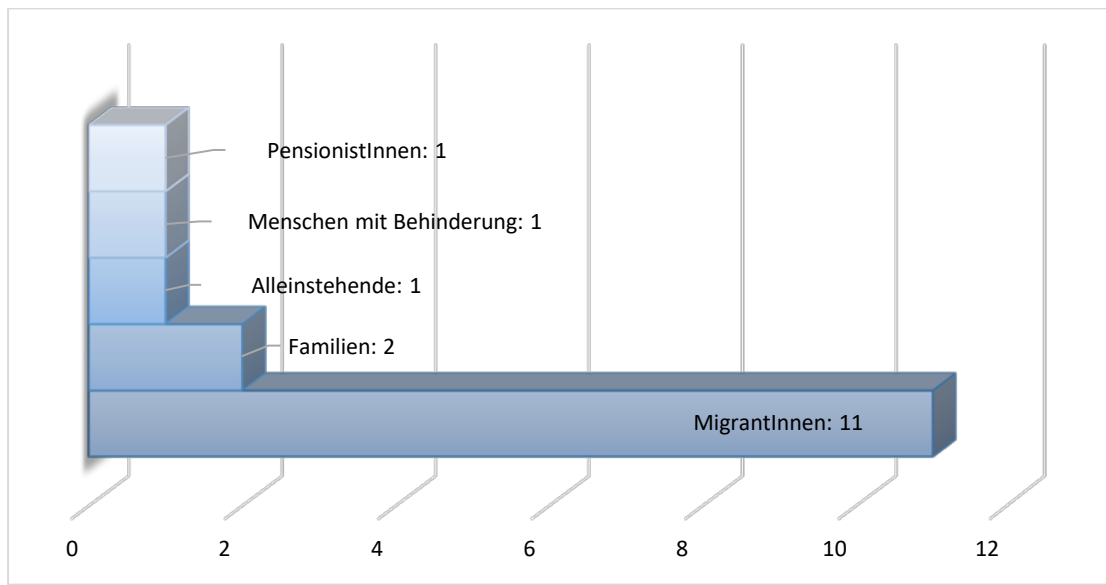 PensionistInnen: 1
Menschen mit Behinderung: 1
Alleinstehende: 1
Familien: 2
MigrantInnen: 11
0 2 4 6 8 10 12